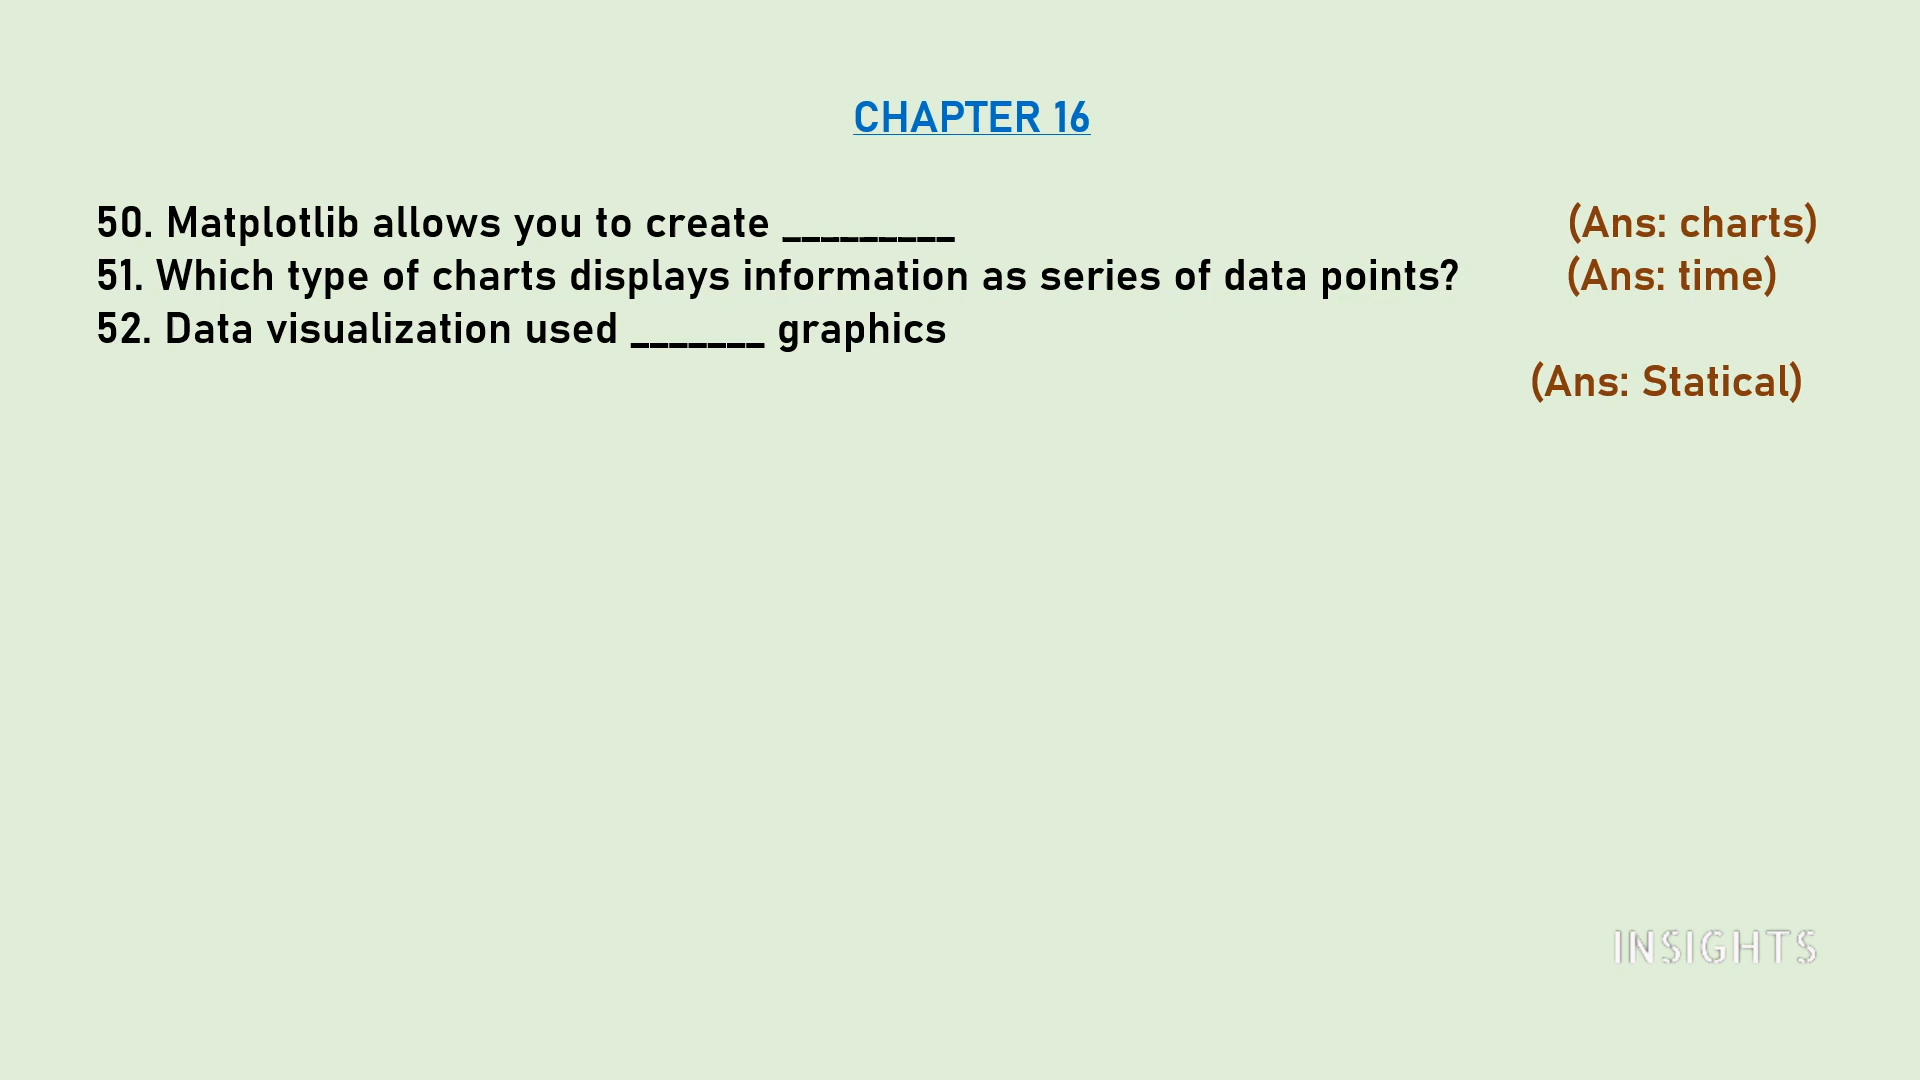 CHAPTER 16
50. Matplotlib allows you to create _________ (Ans: charts)
51. Which type of charts displays information as series of data points? (Ans: time)
52. Data visualization used _______ graphics
(Ans: Statical)
INSIGHTS